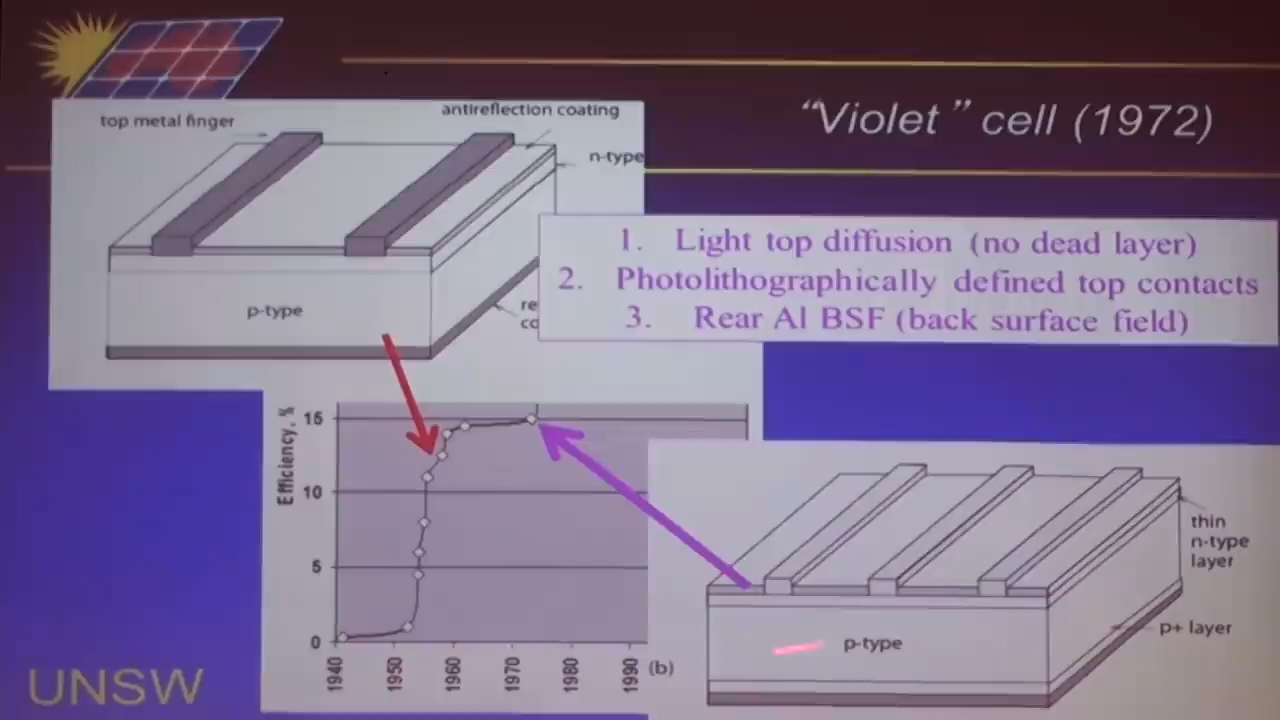 "Violet" cell (1972)
top metal finger
antireflection coating
n-type
p-type
1. Light top diffusion (no dead layer)
2. Photolithographically defined top contacts
3. Rear Al BSF (back surface field)
re
co
Efficiency, %
15
10
5
0
1940
1950
1960
1970
1980
1990
(b)
thin
n-type
layer
p-type
p+ layer
UNSW